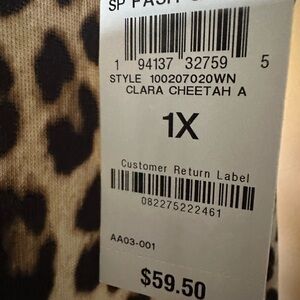 SP FASH
1 94137 32759 5
STYLE 100207020WN
CLARA CHEETAH A
1X
Customer Return Label
082275222461
AA03-001
$59.50